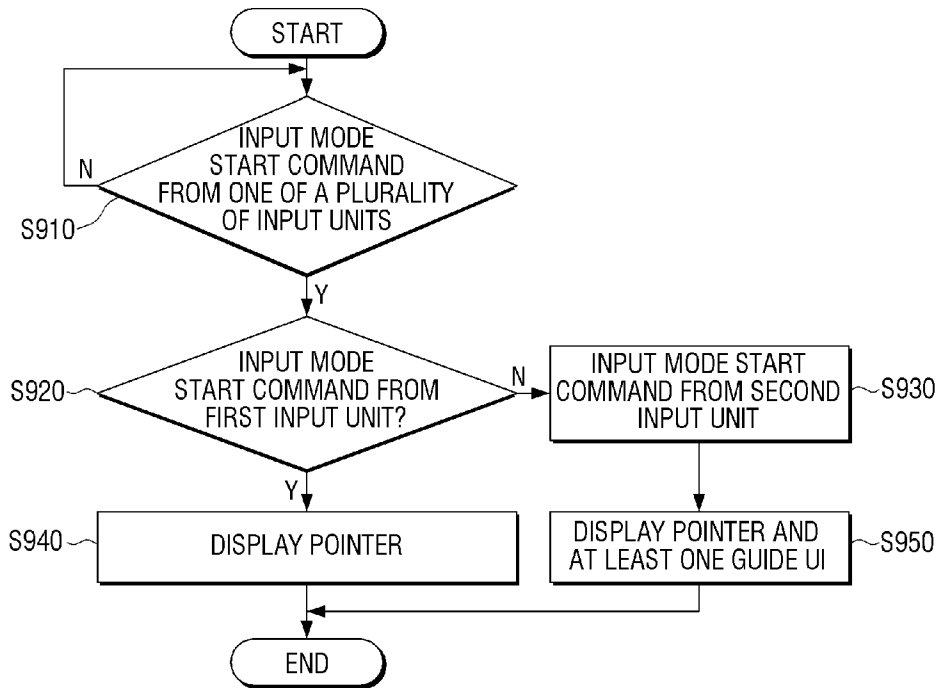 START
INPUT MODE
START COMMAND
FROM ONE OF A PLURALITY
OF INPUT UNITS
N
S910
Y
INPUT MODE
START COMMAND FROM
FIRST INPUT UNIT?
S920
N
INPUT MODE START
COMMAND FROM SECOND
INPUT UNIT
S930
Y
S940
DISPLAY POINTER
DISPLAY POINTER AND
AT LEAST ONE GUIDE UI
S950
END